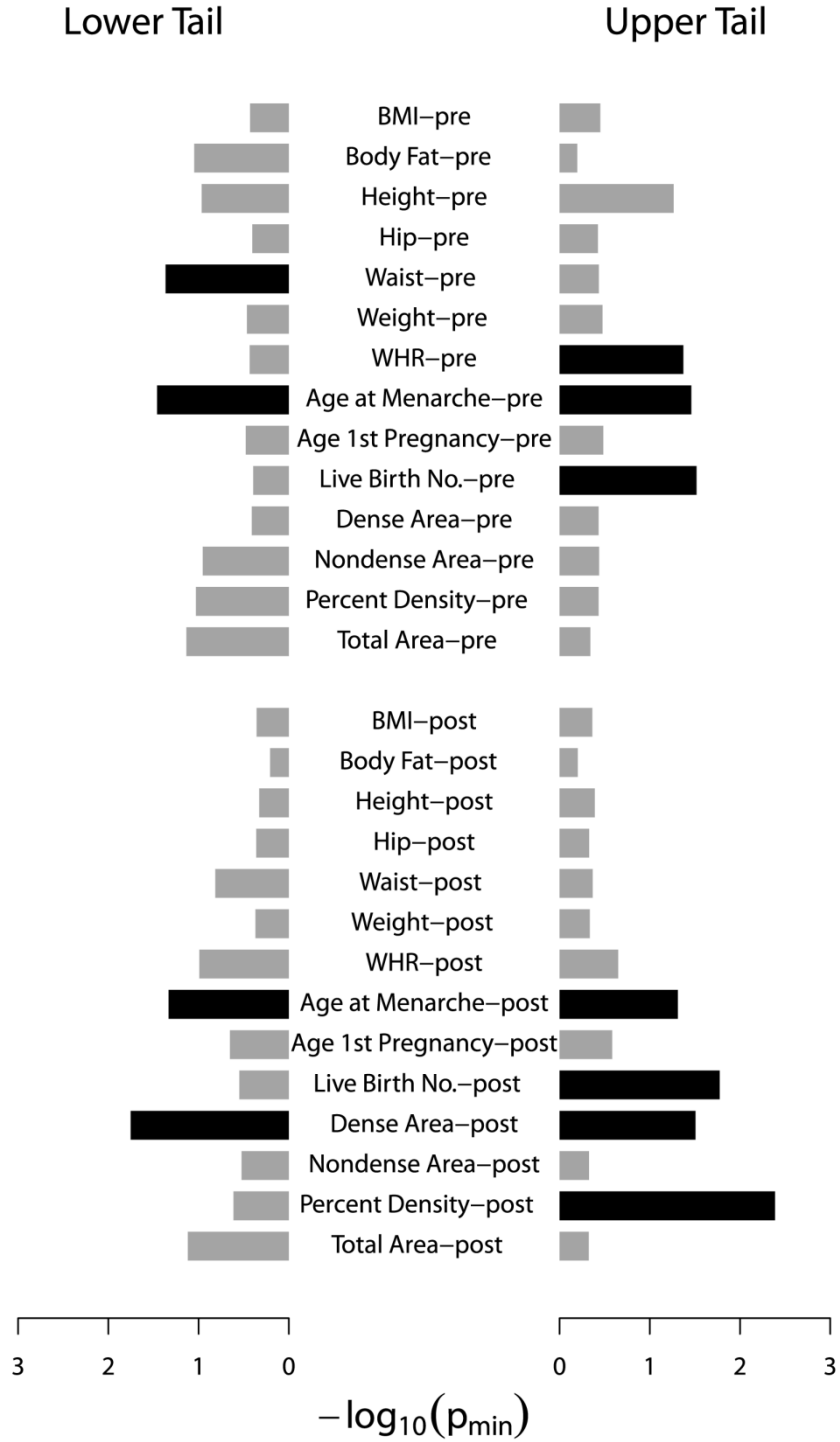 Lower Tail Upper Tail
BMI−pre
Body Fat−pre
Height−pre
Hip−pre
Waist−pre
Weight−pre
WHR−pre
Age at Menarche−pre
Age 1st Pregnancy−pre
Live Birth No.−pre
Dense Area−pre
Nondense Area−pre
Percent Density−pre
Total Area−pre
BMI−post
Body Fat−post
Height−post
Hip−post
Waist−post
Weight−post
WHR−post
Age at Menarche−post
Age 1st Pregnancy−post
Live Birth No.−post
Dense Area−post
Nondense Area−post
Percent Density−post
Total Area−post
3 2 1 0 0 1 2 3
−log10(pmin)